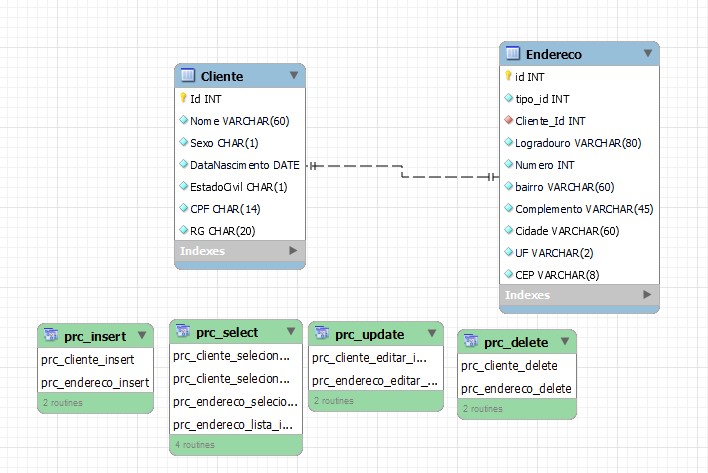 Cliente
Id INT
Nome VARCHAR(60)
Sexo CHAR(1)
DataNascimento DATE
EstadoCivil CHAR(1)
CPF CHAR(14)
RG CHAR(20)
Indexes
Endereco
id INT
tipo_id INT
Cliente_Id INT
Logradouro VARCHAR(80)
Numero INT
bairro VARCHAR(60)
Complemento VARCHAR(45)
Cidade VARCHAR(60)
UF VARCHAR(2)
CEP VARCHAR(8)
Indexes
prc_insert
prc_cliente_insert
prc_endereco_insert
2 routines
prc_select
prc_cliente_selecion...
prc_cliente_selecion...
prc_endereco_selecio...
prc_endereco_lista_i...
4 routines
prc_update
prc_cliente_editar_i...
prc_endereco_editar_...
2 routines
prc_delete
prc_cliente_delete
prc_endereco_delete
2 routines